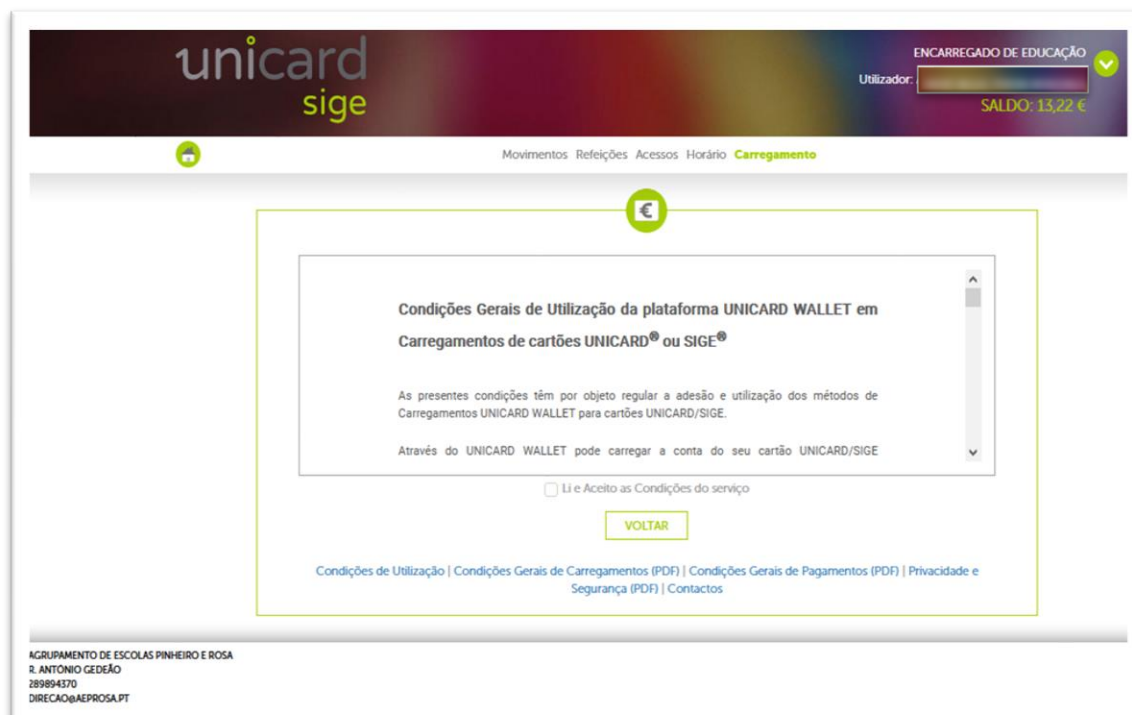 unicard
sige
ENCARREGADO DE EDUCAÇÃO
Utilizador:
SALDO: 13,22 €
Movimentos Refeições Acessos Horário Carregamento
€
Condições Gerais de Utilização da plataforma UNICARD WALLET em
Carregamentos de cartões UNICARD® ou SIGE®
As presentes condições têm por objeto regular a adesão e utilização dos métodos de
Carregamentos UNICARD WALLET para cartões UNICARD/SIGE.
Através do UNICARD WALLET pode carregar a conta do seu cartão UNICARD/SIGE
Li e Aceito as Condições do serviço
VOLTAR
Condições de Utilização | Condições Gerais de Carregamentos (PDF) | Condições Gerais de Pagamentos (PDF) | Privacidade e
Segurança (PDF) | Contactos
AGRUPAMENTO DE ESCOLAS PINHEIRO E ROSA
R. ANTÓNIO GEDEÃO
289894370
DIRECAO@AEPROSA.PT